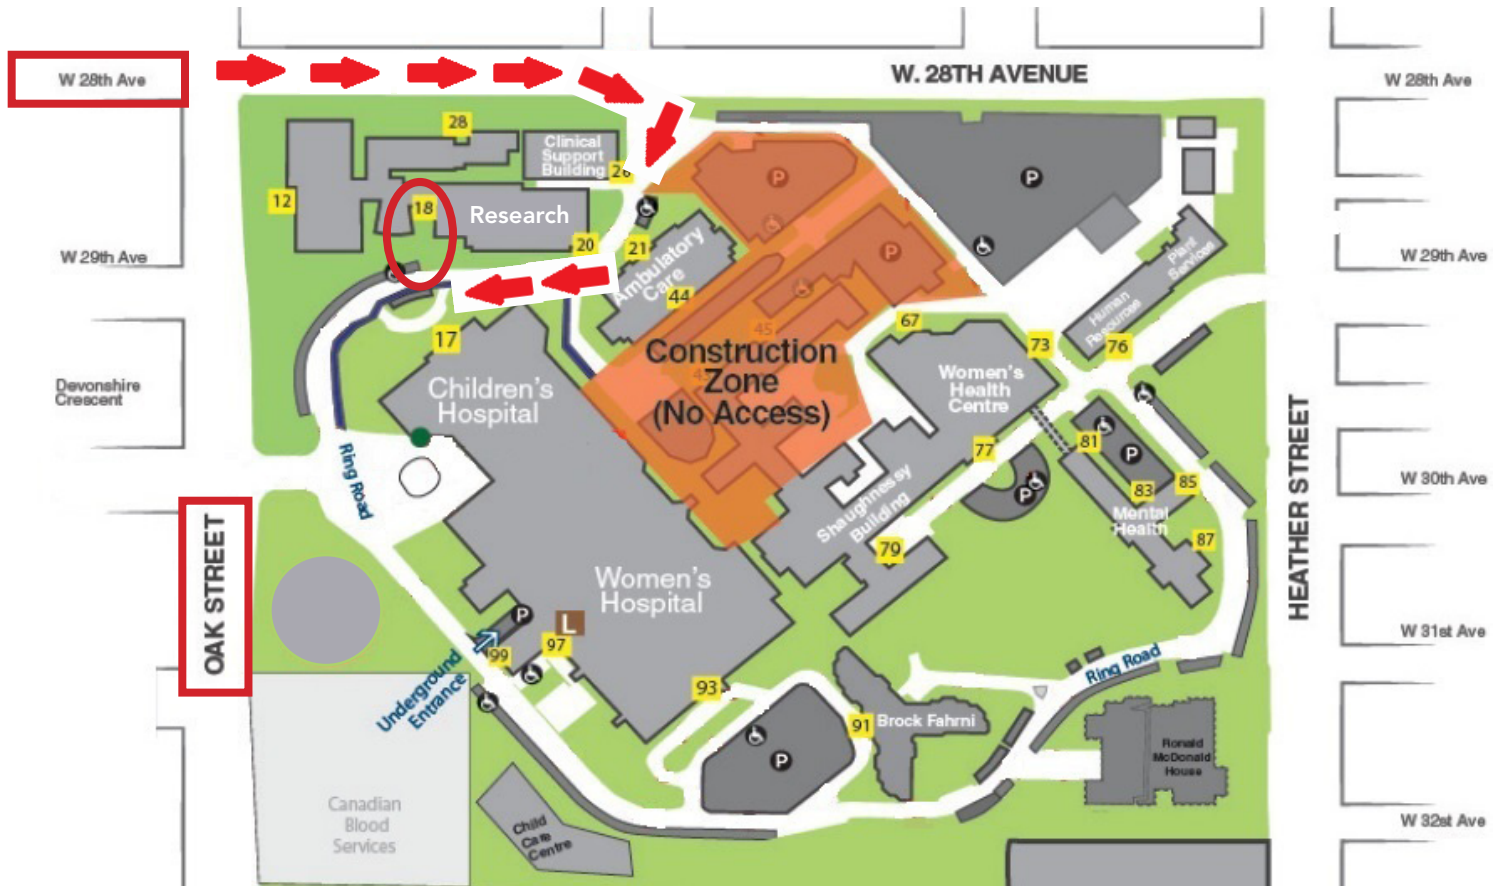 W 28th Ave
W. 28TH AVENUE
W 28th Ave
28
Clinical
Support
Building
26
P
P
12
18
Research
20
21
Ambulatory
Care
44
P
Plant
Services
W 29th Ave
W 29th Ave
Human
Resources
45
43
67
73
76
17
Construction
Zone
(No Access)
Children's
Hospital
Women's
Health
Centre
Devonshire
Crescent
HEATHER STREET
Ring Road
77
81
P
83
85
W 30th Ave
P
Mental
Health
Shaughnessy
Building
79
87
OAK STREET
Women's
Hospital
P
L
97
99
Underground
Entrance
W 31st Ave
Ring Road
93
91
Brock Fahrni
P
Ronald
McDonald
House
Canadian
Blood
Services
Child
Care
Centre
W 32st Ave